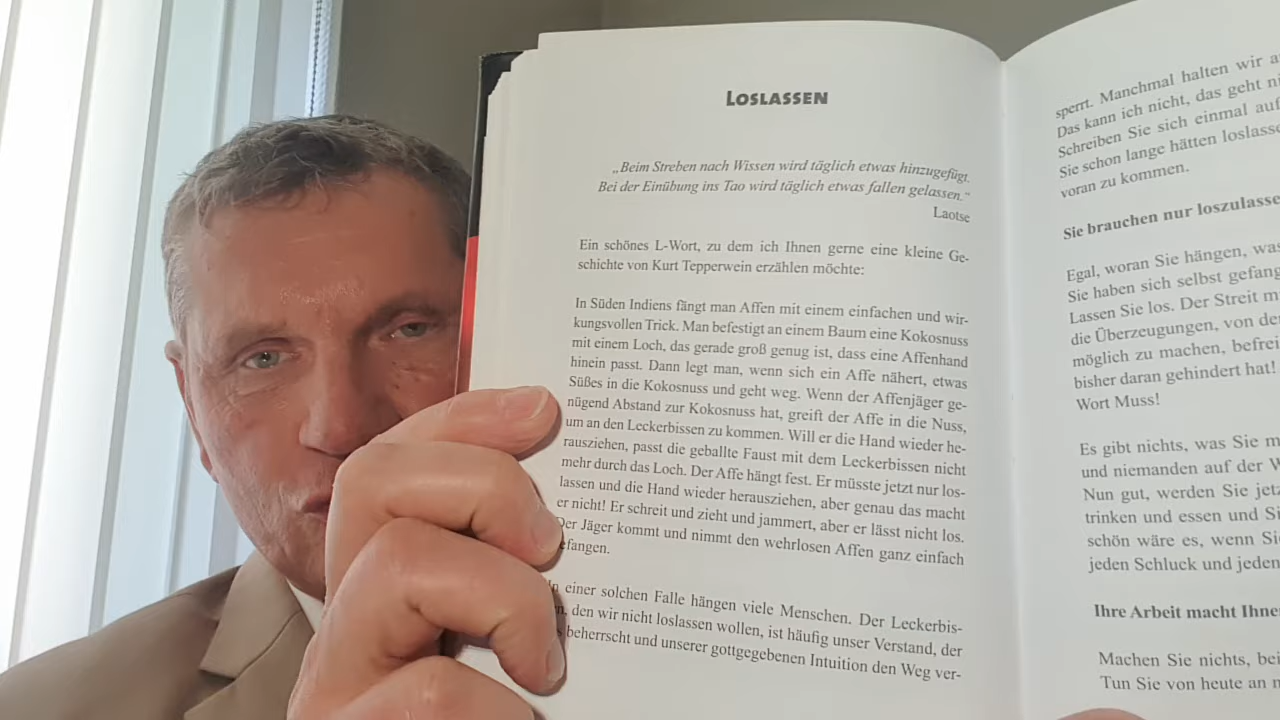 LOSLASSEN
„Beim Streben nach Wissen wird täglich etwas hinzugefügt.
Bei der Einübung ins Tao wird täglich etwas fallen gelassen.“
Laotse
Ein schönes L-Wort, zu dem ich Ihnen gerne eine kleine Ge-
schichte von Kurt Tepperwein erzählen möchte:
In Süden Indiens fängt man Affen mit einem einfachen und wir-
kungsvollen Trick. Man befestigt an einem Baum eine Kokosnuss
mit einem Loch, das gerade groß genug ist, dass eine Affenhand
hinein passt. Dann legt man, wenn sich ein Affe nähert, etwas
Süßes in die Kokosnuss und geht weg. Wenn der Affenjäger ge-
nügend Abstand zur Kokosnuss hat, greift der Affe in die Nuss,
um an den Leckerbissen zu kommen. Will er die Hand wieder he-
rausziehen, passt die geballte Faust mit dem Leckerbissen nicht
mehr durch das Loch. Der Affe hängt fest. Er müsste jetzt nur los-
lassen und die Hand wieder herausziehen, aber genau das macht
er nicht! Er schreit und zieht und jammert, aber er lässt nicht los.
Der Jäger kommt und nimmt den wehrlosen Affen ganz einfach
efangen.
In einer solchen Falle hängen viele Menschen. Der Leckerbis-
den wir nicht loslassen wollen, ist häufig unser Verstand, der
beherrscht und unserer gottgegebenen Intuition den Weg ver-
sperrt. Manchmal halten wir
Das kann ich nicht, das geht
Schreiben Sie sich einmal auf
Sie schon lange hätten
voran zu kommen.
Sie brauchen nur
Egal, woran Sie hängen,
Sie haben sich selbst
Lassen Sie los. Der Streit
die Überzeugungen, von
möglich zu machen,
bisher daran gehindert hat!
Wort Muss!
Es gibt nichts, was Sie
und niemanden auf der
Nun gut, werden Sie
trinken und essen und
schön wäre es, wenn
jeden Schluck und
Ihre Arbeit macht
Machen Sie nichts,
Tun Sie von heute an